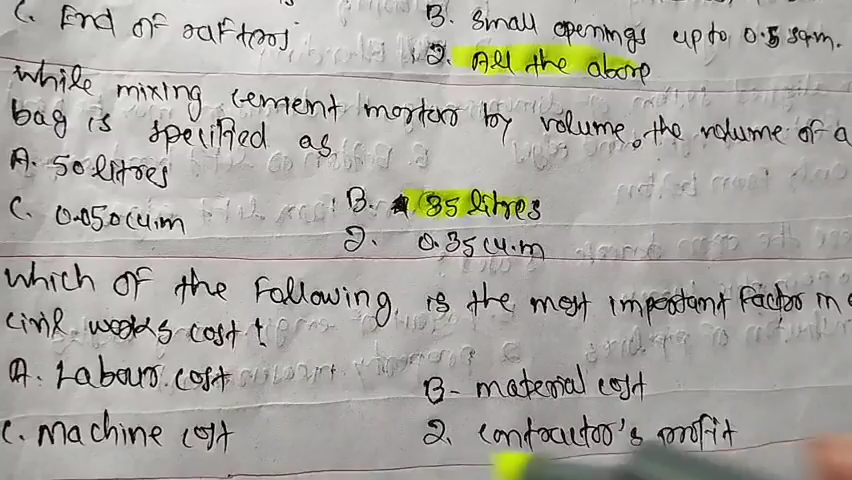 C. End of rafters
B. Small openings up to 0.5 sqm.
D. All the above
while mixing cement mortar by volume, the volume of a
bag is specified as
A. 50 litres
B. 35 litres
C. 0.050 cu.m
D. 0.35 cu.m
which of the following is the most important factor in
civil works cost?
A. Labour cost
B- material cost
C. machine cost
D. contractor's profit